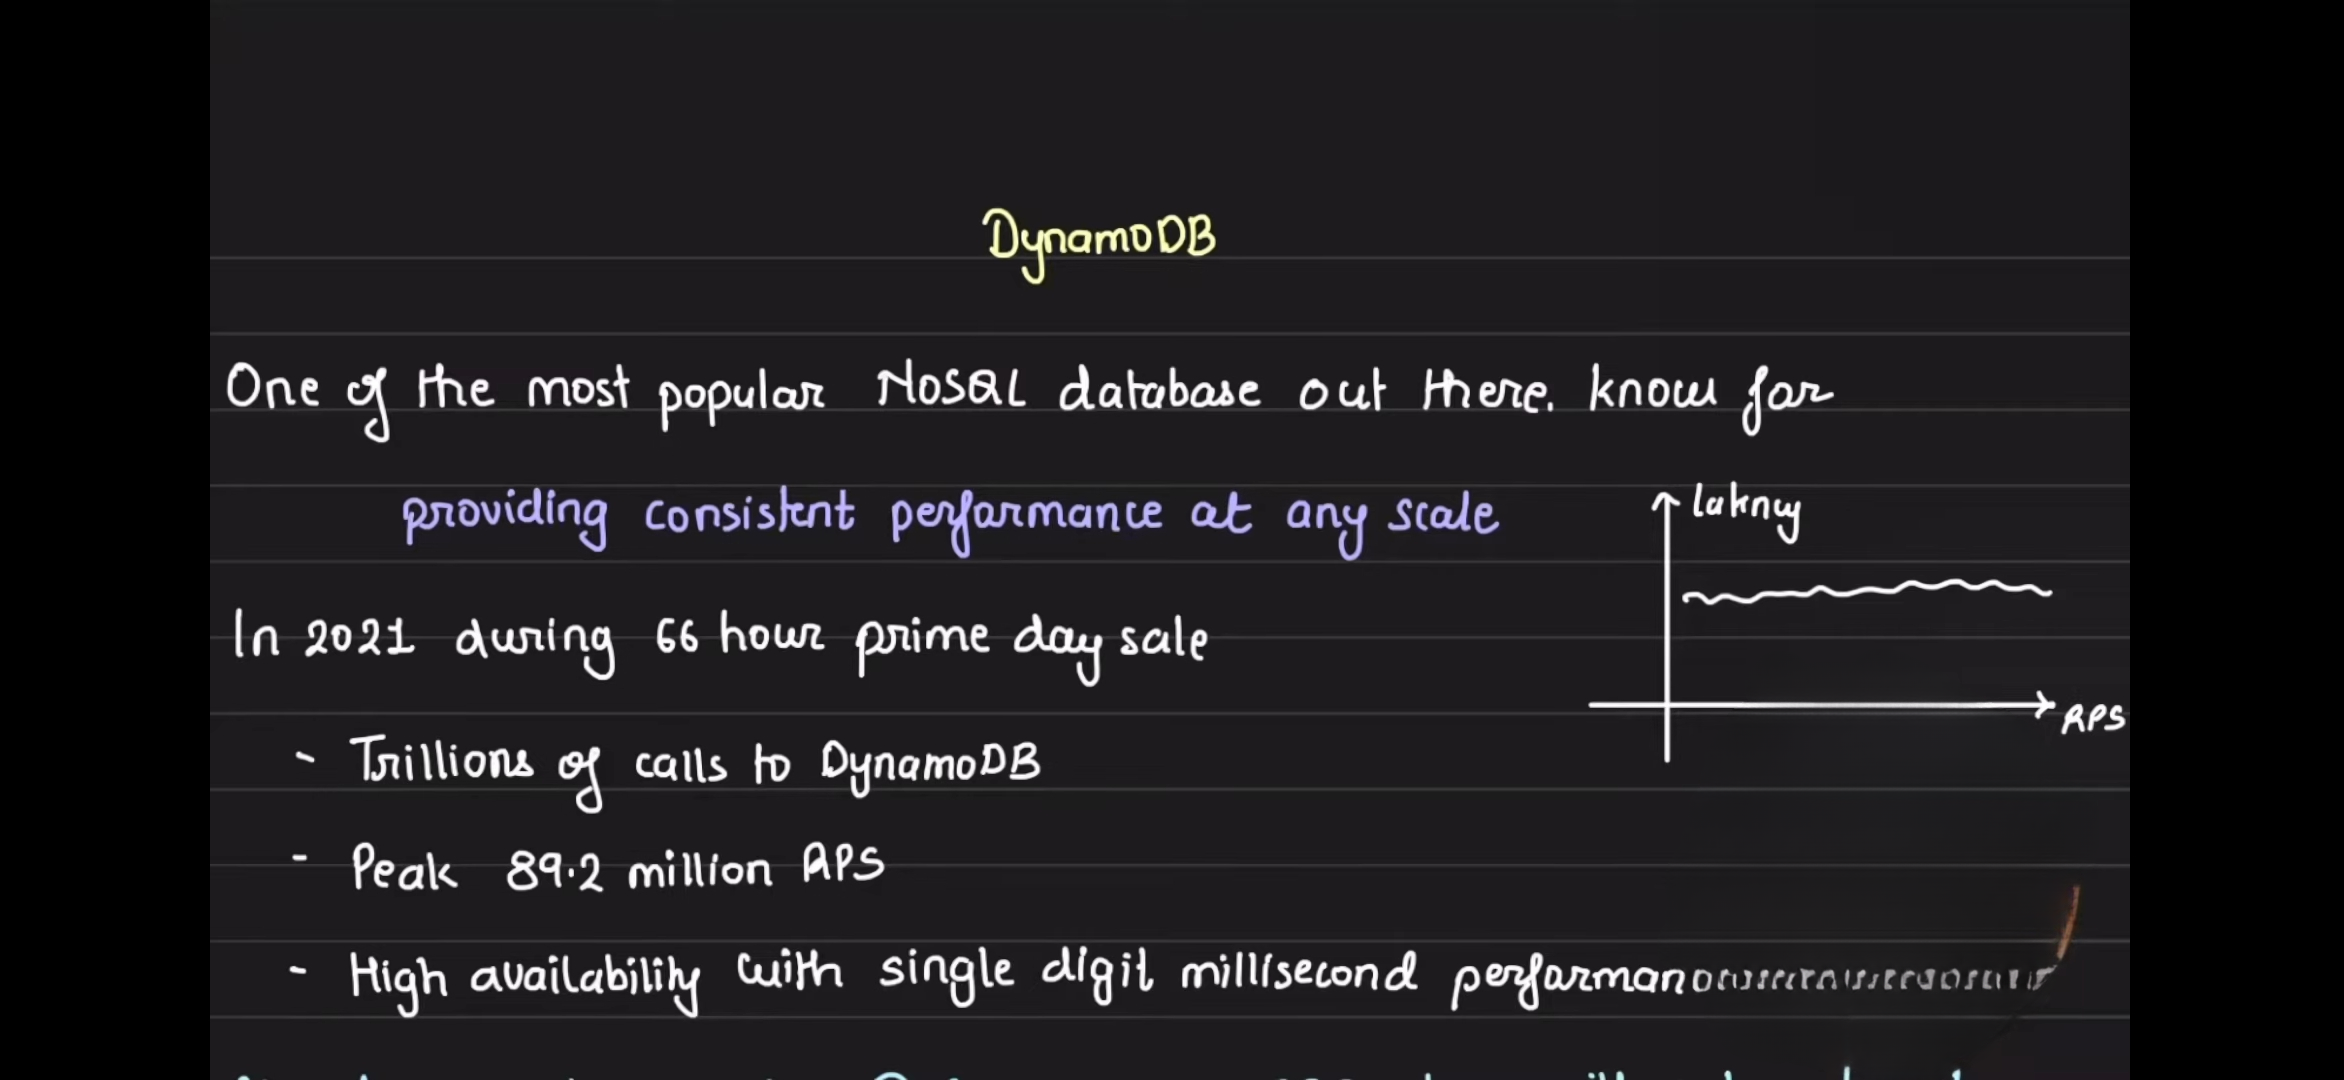 DynamoDB
One of the most popular NoSQL database out there. know for
providing consistent performance at any scale
latency
In 2021 during 66 hour prime day sale
RPS
- Trillions of calls to DynamoDB
- Peak 89.2 million RPS
- High availability with single digit millisecond